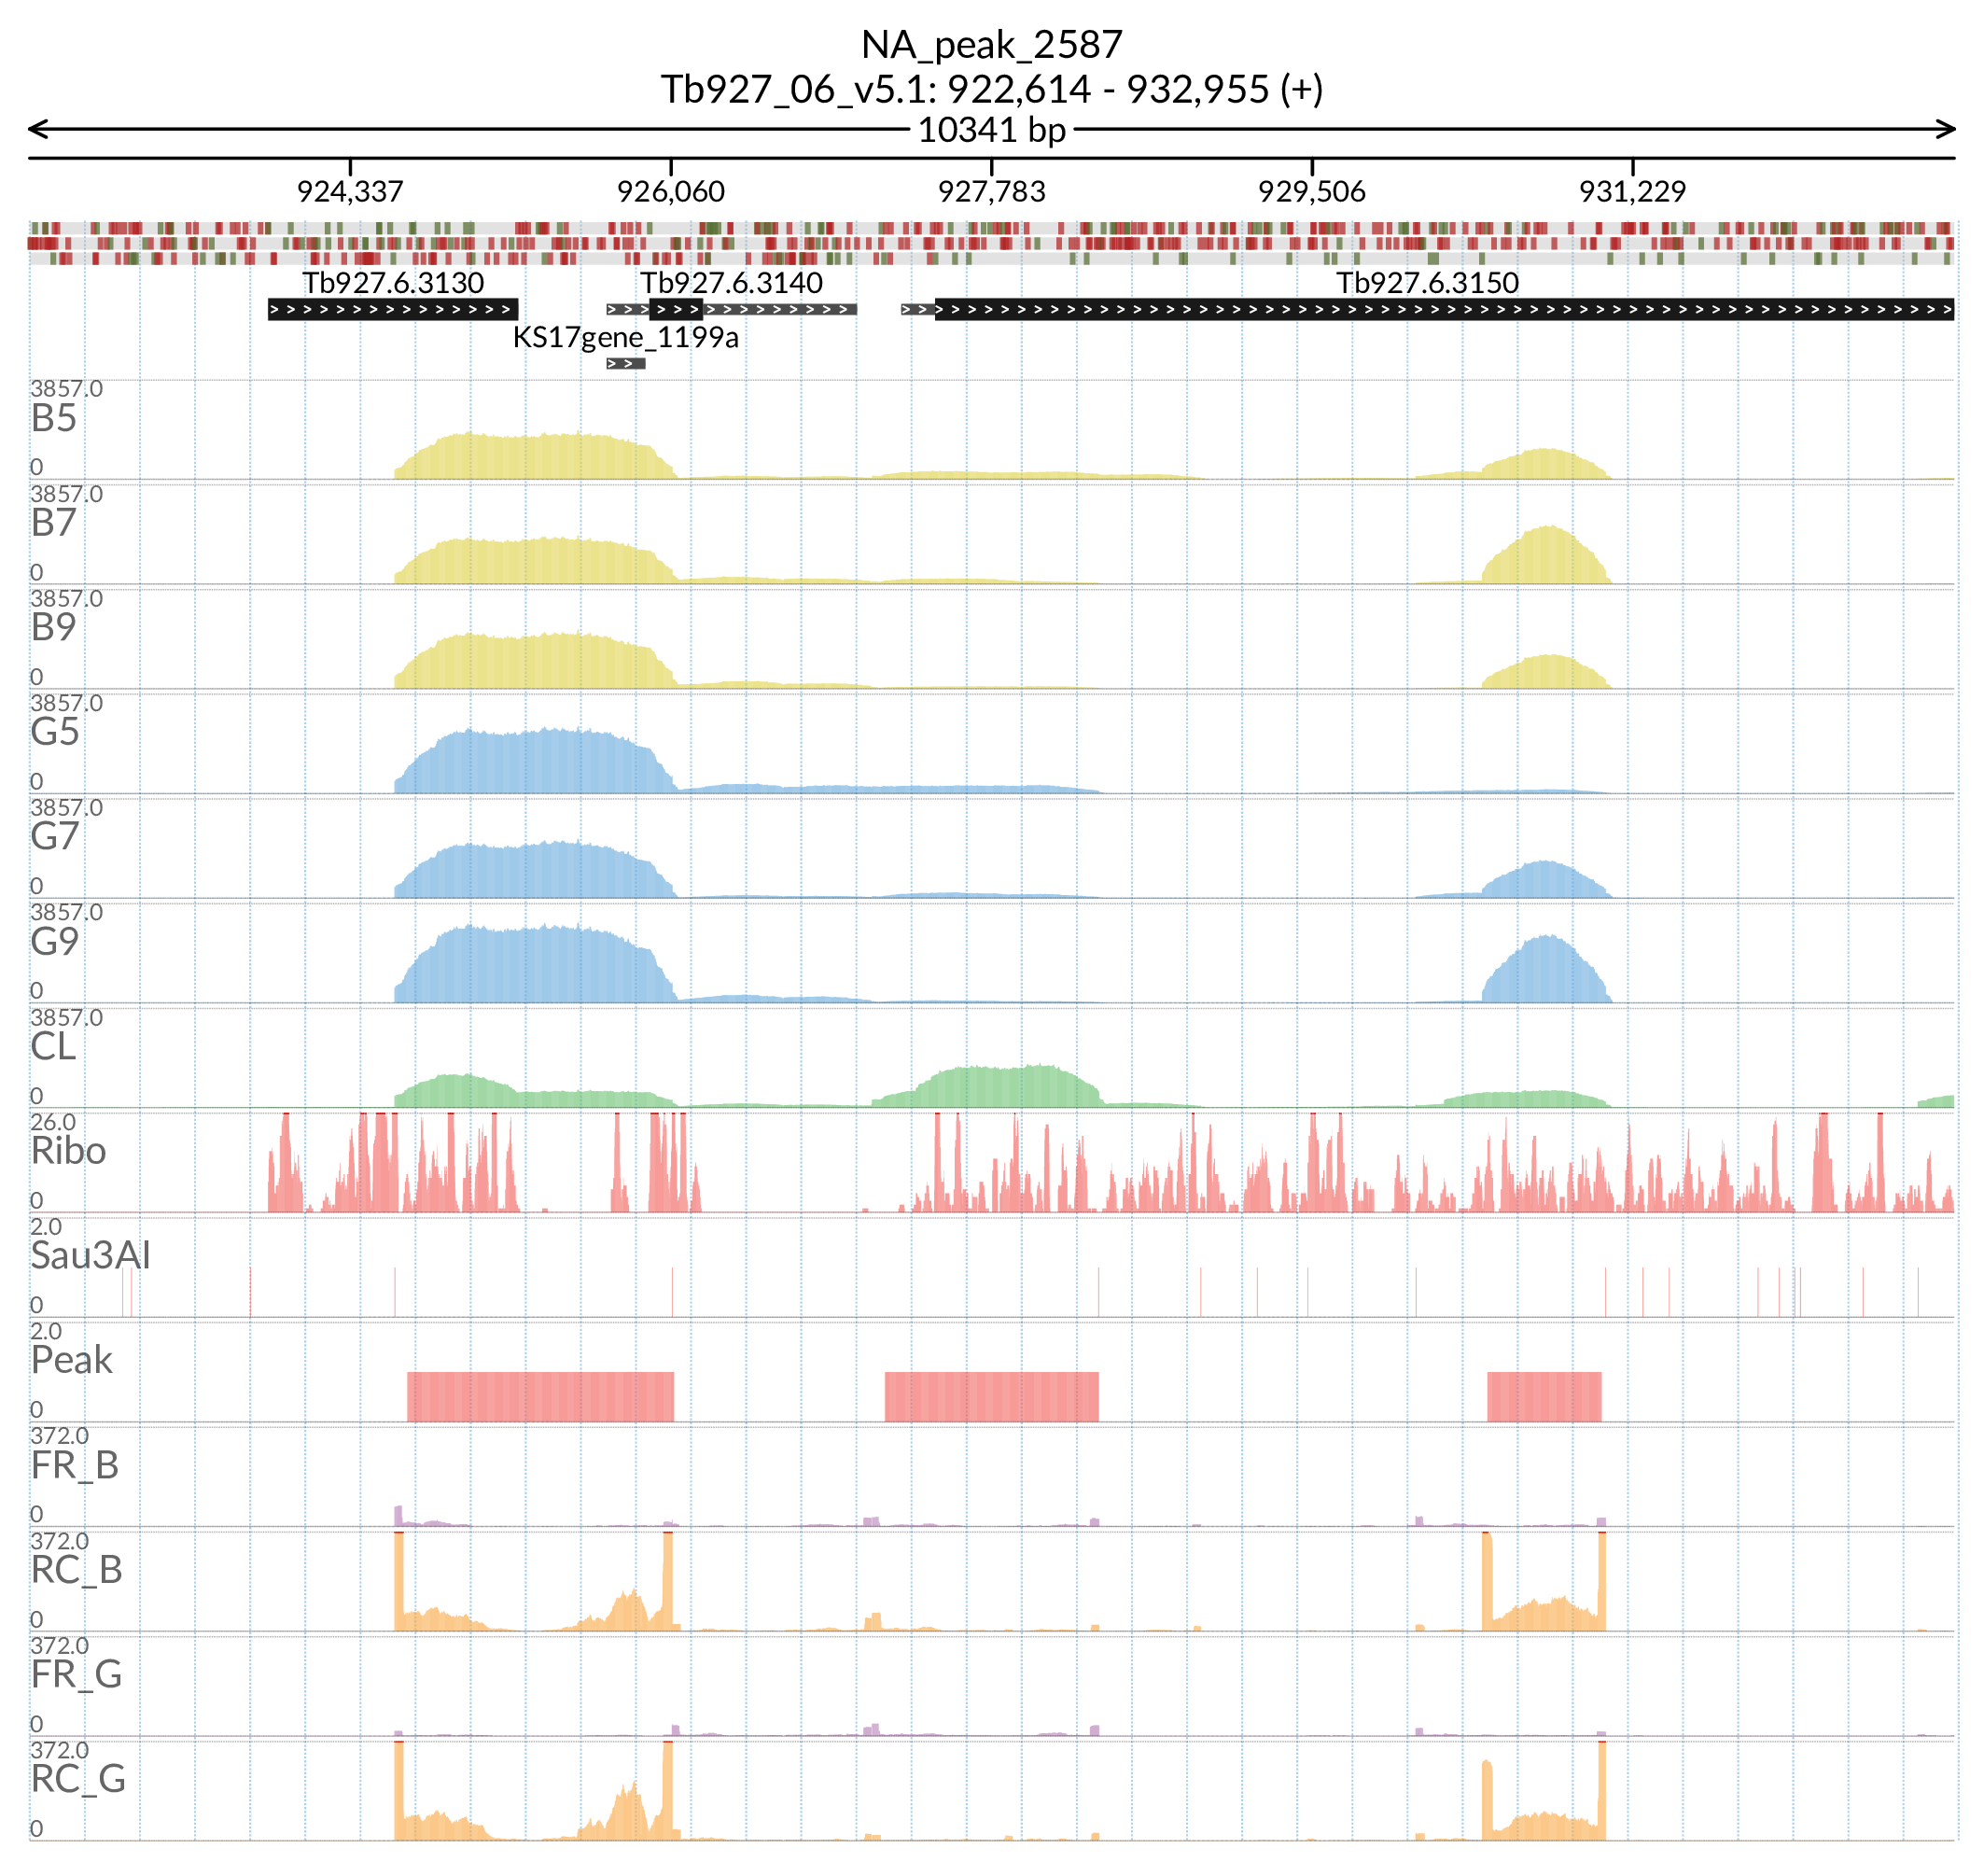 NA_peak_2587
Tb927_06_v5.1: 922,614 - 932,955 (+)
10341 bp
924,337 926,060 927,783 929,506 931,229
Tb927.6.3130 Tb927.6.3140 Tb927.6.3150
KS17gene_1199a
3857.0
B5
0
3857.0
B7
0
3857.0
B9
0
3857.0
G5
0
3857.0
G7
0
3857.0
G9
0
3857.0
CL
0
26.0
Ribo
0
2.0
Sau3AI
0
2.0
Peak
0
372.0
FR_B
0
372.0
RC_B
0
372.0
FR_G
0
372.0
RC_G
0